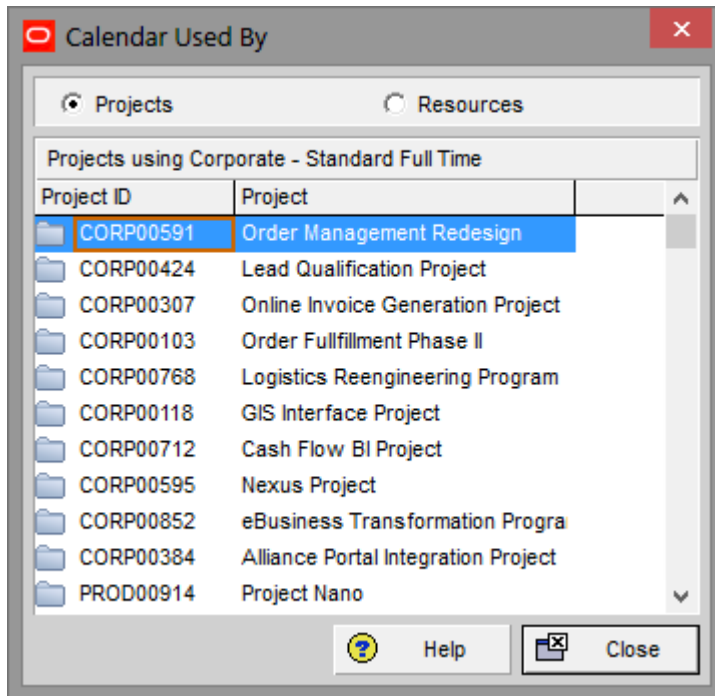 Calendar Used By
Projects Resources
Projects using Corporate - Standard Full Time
Project ID Project
CORP00591 Order Management Redesign
CORP00424 Lead Qualification Project
CORP00307 Online Invoice Generation Project
CORP00103 Order Fullfillment Phase II
CORP00768 Logistics Reengineering Program
CORP00118 GIS Interface Project
CORP00712 Cash Flow BI Project
CORP00595 Nexus Project
CORP00852 eBusiness Transformation Progra
CORP00384 Alliance Portal Integration Project
PROD00914 Project Nano
Help Close